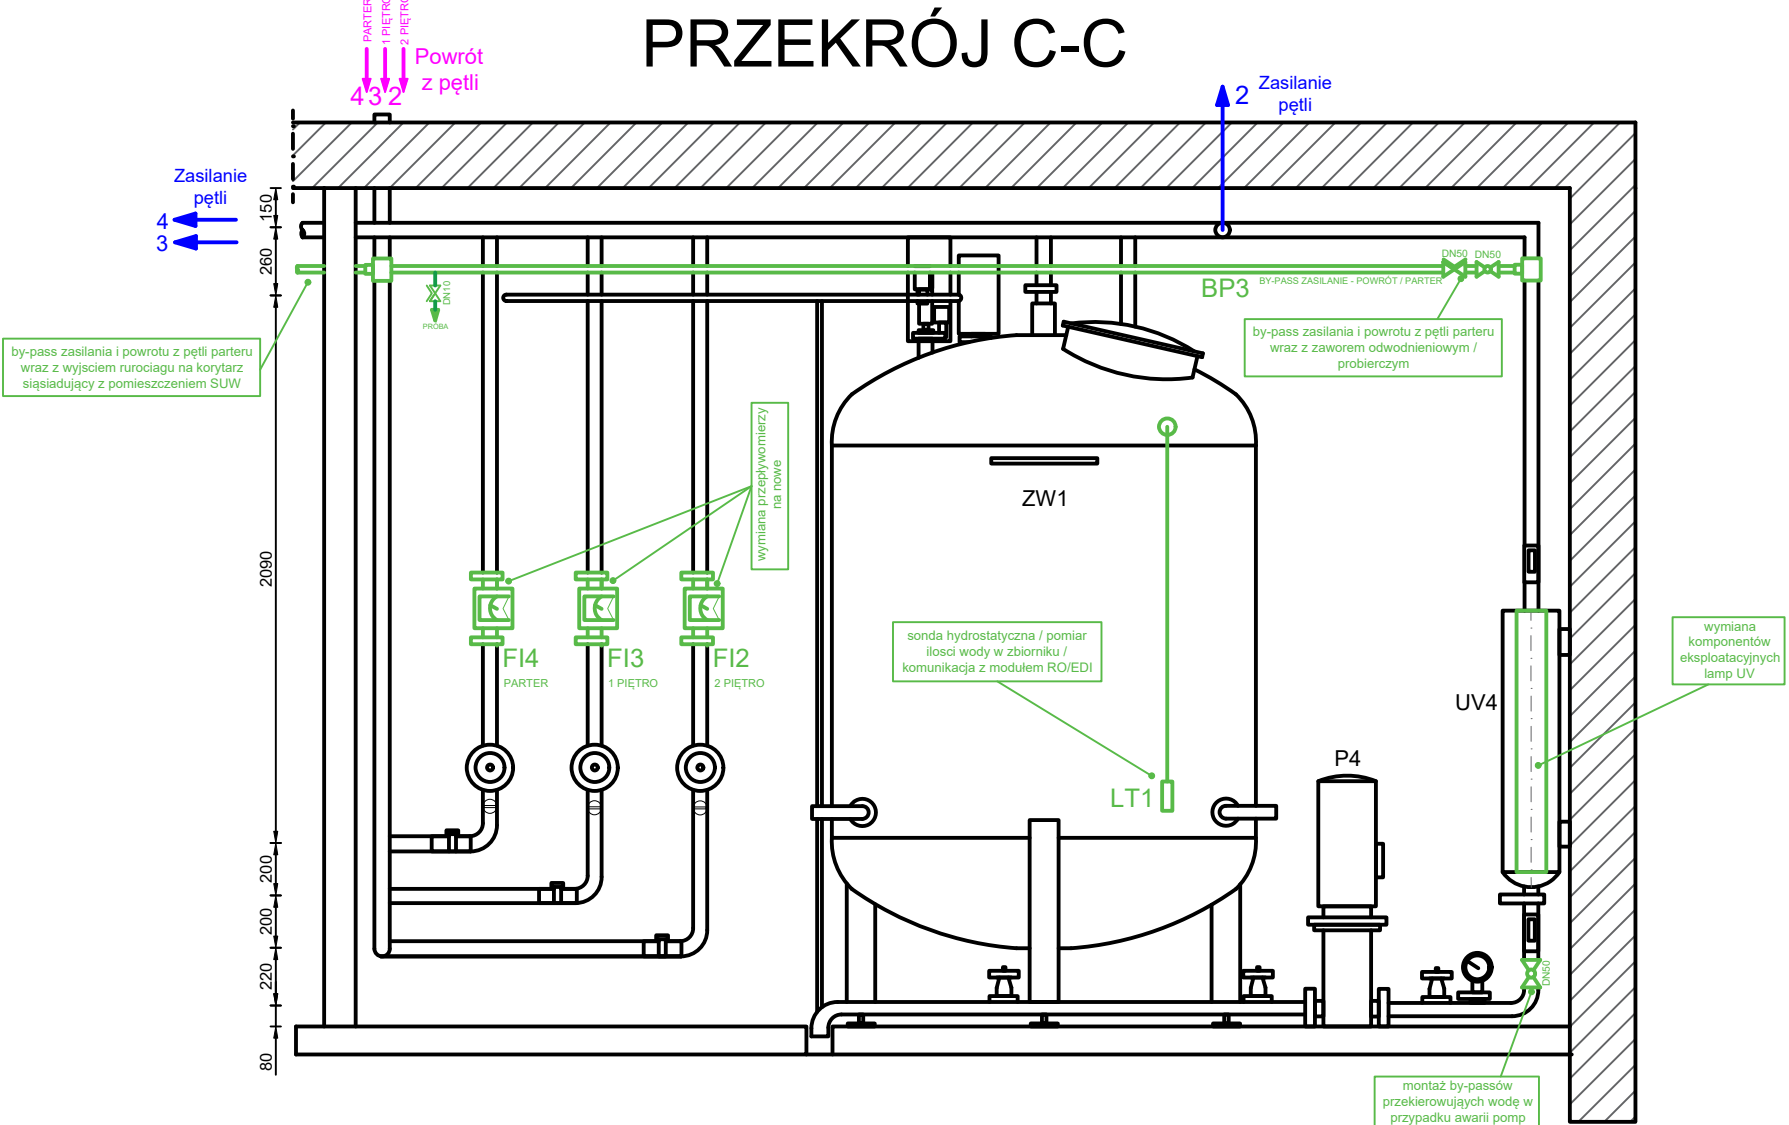 PRZEKRÓJ C-C
PARTER
1 PIĘTRO
2 PIĘTRO
Powrót
z pętli
4 3 2
2
Zasilanie
pętli
Zasilanie
pętli
4
3
150
260
2090
200
200
220
80
DN10
PRÓBA
DN50 DN50
BP3
BY-PASS ZASILANIE - POWRÓT / PARTER
by-pass zasilania i powrotu z pętli parteru
wraz z wyjsciem rurociagu na korytarz
siąsiadujący z pomieszczeniem SUW
by-pass zasilania i powrotu z pętli parteru
wraz z zaworem odwodnieniowym /
probierczym
wymiana przepływomierzy
na nowe
ZW1
FI4
PARTER
FI3
1 PIĘTRO
FI2
2 PIĘTRO
sonda hydrostatyczna / pomiar
ilosci wody w zbiorniku /
komunikacja z modułem RO/EDI
LT1
P4
UV4
wymiana
komponentów
eksploatacyjnych
lamp UV
DN50
montaż by-passów
przekierowujących wodę w
przypadku awarii pomp